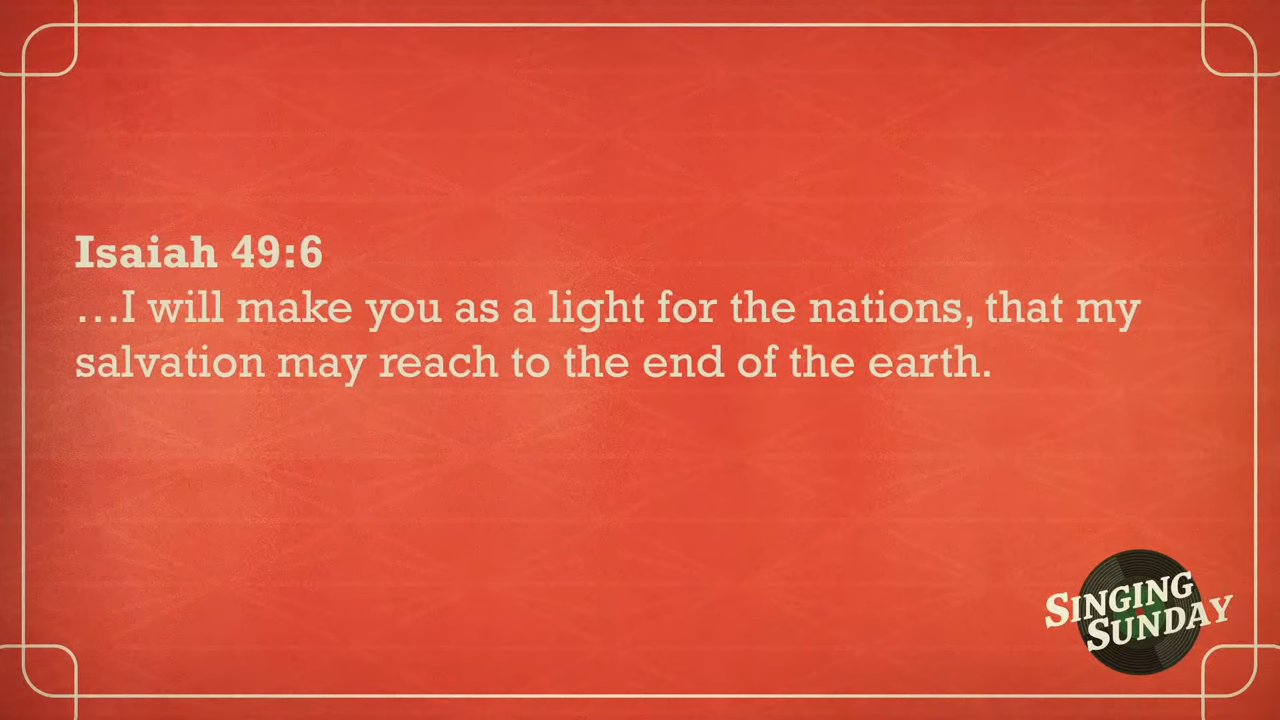 Isaiah 49:6
…I will make you as a light for the nations, that my
salvation may reach to the end of the earth.
SINGING
SUNDAY